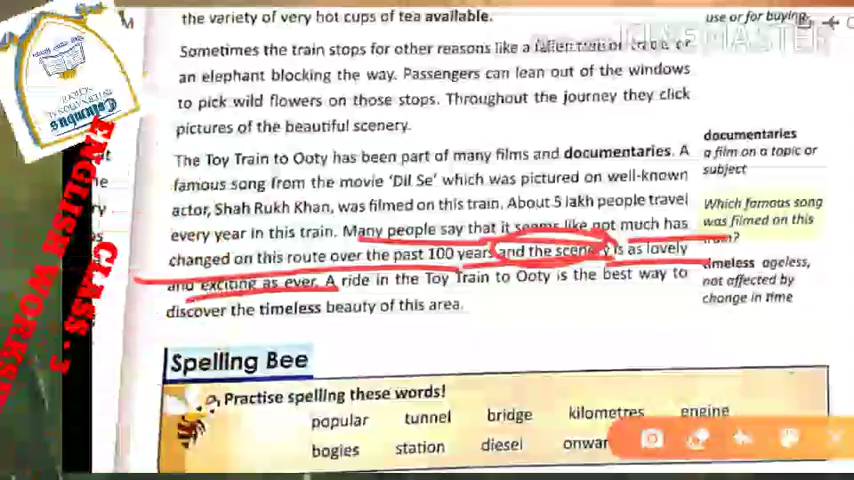 the variety of very hot cups of tea available.
use or for buying.
Sometimes the train stops for other reasons like a fallen or
an elephant blocking the way. Passengers can lean out of the windows
to pick wild flowers on those stops. Throughout the journey they click
pictures of the beautiful scenery.
The Toy Train to Ooty has been part of many films and documentaries. A
famous song from the movie 'Dil Se' which was pictured on well-known
actor, Shah Rukh Khan, was filmed on this train. About 5 lakh people travel
every year in this train. Many people say that it seems like not much has
changed on this route over the past 100 years and the scenery is as lovely
and exciting as ever. A ride in the Toy Train to Ooty is the best way to
discover the timeless beauty of this area.
documentaries
a film on a topic or
subject
Which famous song
was filmed on this
train?
timeless ageless,
not affected by
change in time
Spelling Bee
Practise spelling these words!
popular tunnel bridge kilometres engine
bogies station diesel onwar
Columbus
INTERNATIONAL
SCHOOL
CLASS. 3
ENGLISH WORKSH